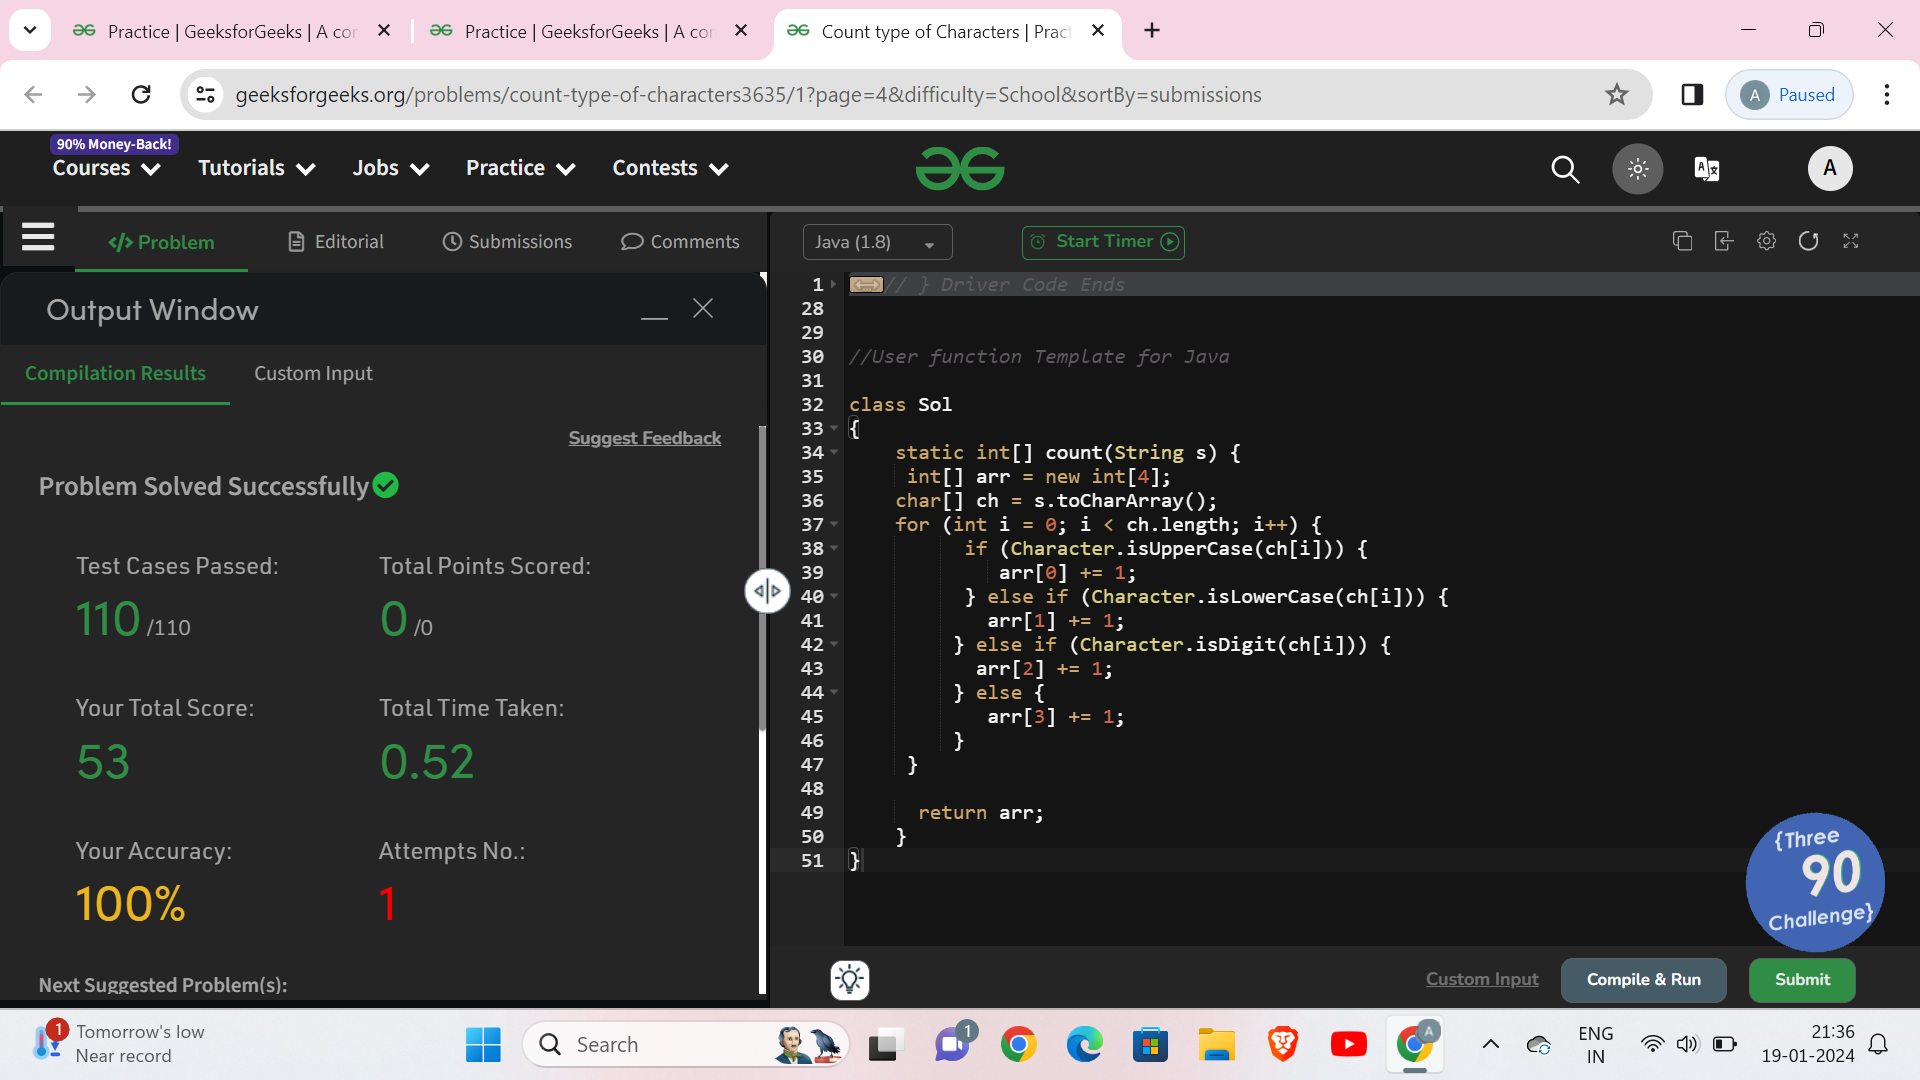 Practice | GeeksforGeeks | A cor
Practice | GeeksforGeeks | A cor
Count type of Characters | Pract
geeksforgeeks.org/problems/count-type-of-characters3635/1?page=4&difficulty=School&sortBy=submissions
A Paused
90% Money-Back!
Courses Tutorials Jobs Practice Contests
A
</> Problem Editorial Submissions Comments
Java (1.8) Start Timer
Output Window
Compilation Results Custom Input
Suggest Feedback
Problem Solved Successfully
Test Cases Passed: Total Points Scored:
110 /110 0 /0
Your Total Score: Total Time Taken:
53 0.52
Your Accuracy: Attempts No.:
100% 1
Next Suggested Problem(s):
1 // } Driver Code Ends
28
29
30 //User function Template for Java
31
32 class Sol
33 {
34 static int[] count(String s) {
35 int[] arr = new int[4];
36 char[] ch = s.toCharArray();
37 for (int i = 0; i < ch.length; i++) {
38 if (Character.isUpperCase(ch[i])) {
39 arr[0] += 1;
40 } else if (Character.isLowerCase(ch[i])) {
41 arr[1] += 1;
42 } else if (Character.isDigit(ch[i])) {
43 arr[2] += 1;
44 } else {
45 arr[3] += 1;
46 }
47 }
48
49 return arr;
50 }
51 }
{Three
90
Challenge}
Custom Input Compile & Run Submit
1 Tomorrow's low
Near record
Search
1
A
ENG
IN
21:36
19-01-2024